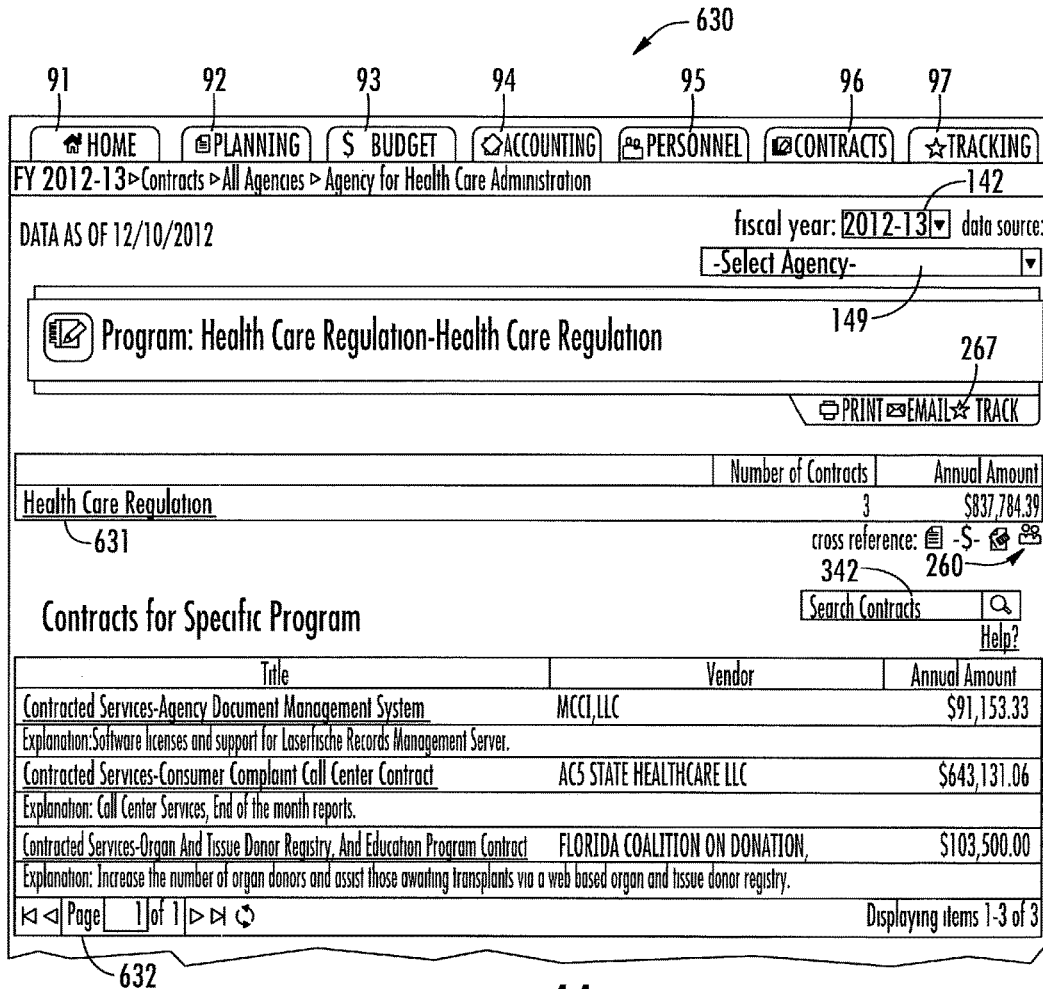 630
91 92 93 94 95 96 97
HOME PLANNING $ BUDGET ACCOUNTING PERSONNEL CONTRACTS TRACKING
FY 2012-13▹Contracts ▹All Agencies ▹ Agency for Health Care Administration
142
DATA AS OF 12/10/2012
fiscal year: 2012-13 data source:
-Select Agency-
149
Program: Health Care Regulation-Health Care Regulation
267
PRINT EMAIL TRACK
Number of Contracts Annual Amount
Health Care Regulation 3 $837,784.39
631
cross reference: -$-
342 260
Contracts for Specific Program
Search Contracts
Help?
Title Vendor Annual Amount
Contracted Services-Agency Document Management System MCCI,LLC $91,153.33
Explanation:Software licenses and support for Laserfische Records Management Server.
Contracted Services-Consumer Complaint Call Center Contract AC5 STATE HEALTHCARE LLC $643,131.06
Explanation: Call Center Services, End of the month reports.
Contracted Services-Organ And Tissue Donor Registry, And Education Program Contract FLORIDA COALITION ON DONATION, $103,500.00
Explanation: Increase the number of organ donors and assist those awaiting transplants via a web based organ and tissue donor registry.
Page 1 of 1 Displaying items 1-3 of 3
632